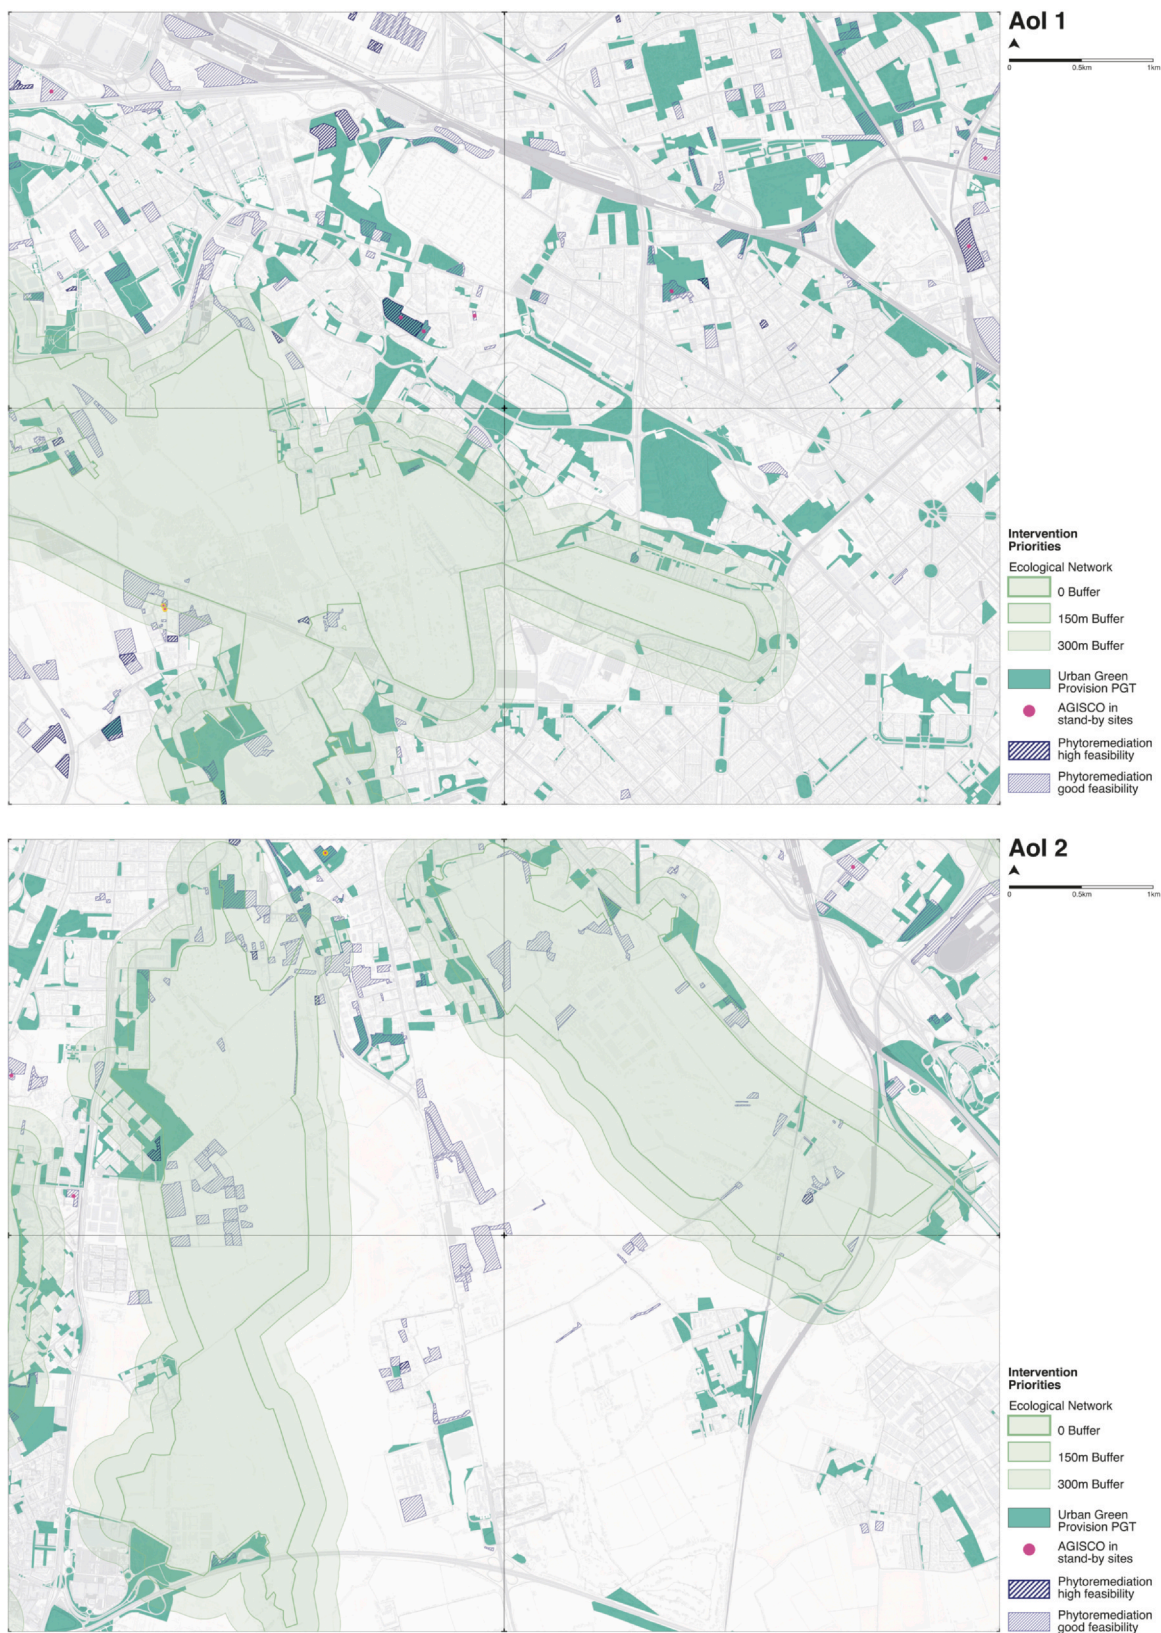 AoI 1
0 0.5km 1km
Intervention
Priorities
Ecological Network
0 Buffer
150m Buffer
300m Buffer
Urban Green
Provision PGT
AGISCO in
stand-by sites
Phytoremediation
high feasibility
Phytoremediation
good feasibility
AoI 2
0 0.5km 1km
Intervention
Priorities
Ecological Network
0 Buffer
150m Buffer
300m Buffer
Urban Green
Provision PGT
AGISCO in
stand-by sites
Phytoremediation
high feasibility
Phytoremediation
good feasibility